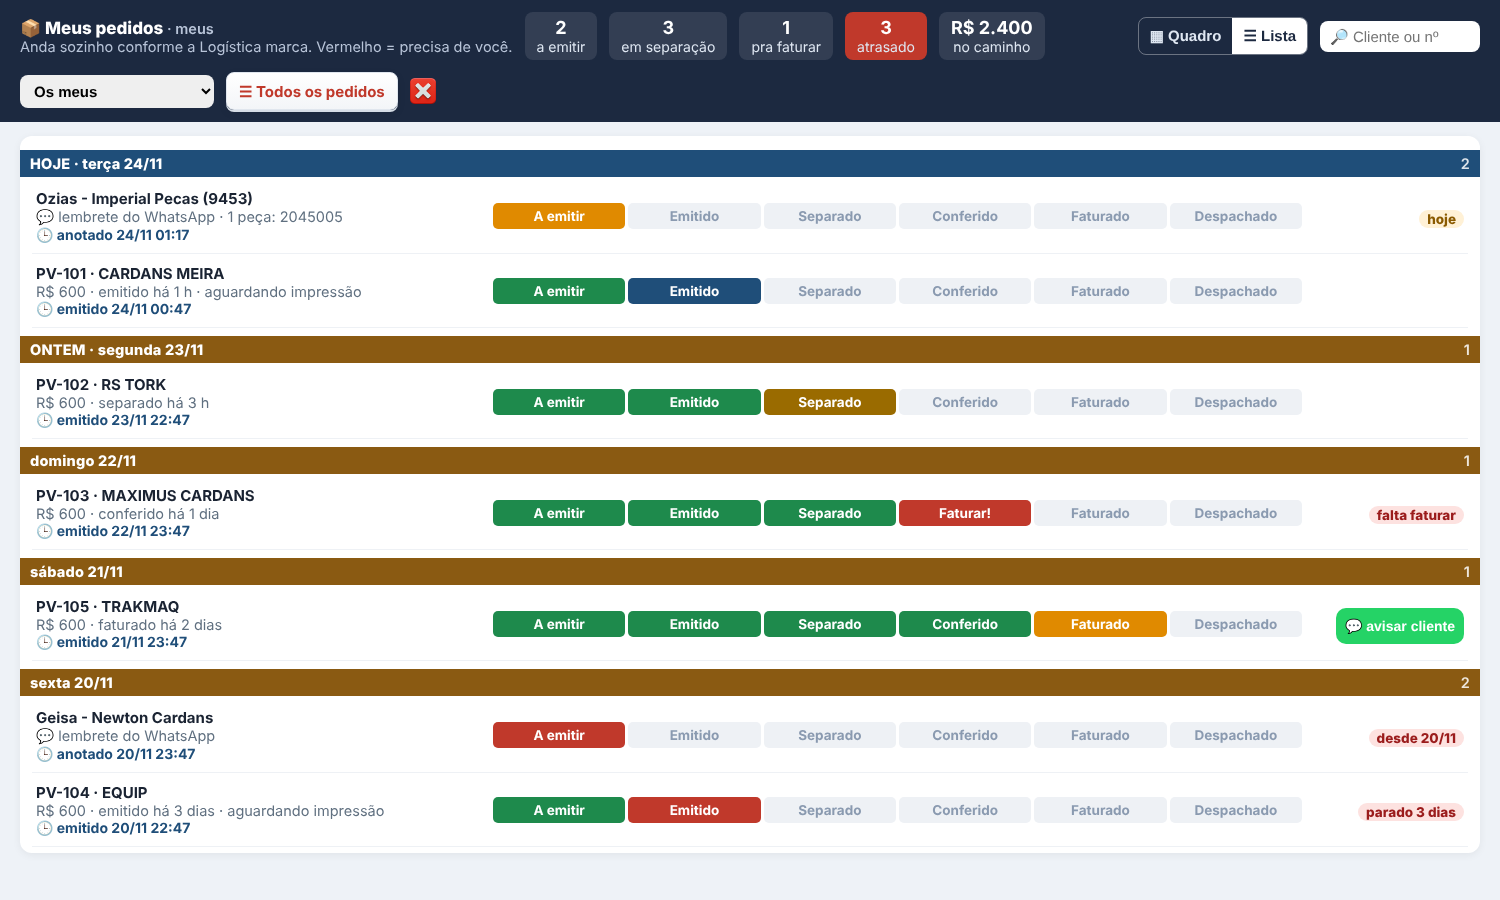 📦 Meus pedidos · meus
Anda sozinho conforme a Logística marca. Vermelho = precisa de você.
2
a emitir
3
em separação
1
pra faturar
3
atrasado
R$ 2.400
no caminho
▦ Quadro
☰ Lista
🔎 Cliente ou nº
Os meus
☰ Todos os pedidos
❌
HOJE · terça 24/11
2
Ozias - Imperial Pecas (9453)
💬 lembrete do WhatsApp · 1 peça: 2045005
🕒 anotado 24/11 01:17
A emitir
Emitido
Separado
Conferido
Faturado
Despachado
hoje
PV-101 · CARDANS MEIRA
R$ 600 · emitido há 1 h · aguardando impressão
🕒 emitido 24/11 00:47
A emitir
Emitido
Separado
Conferido
Faturado
Despachado
ONTEM · segunda 23/11
1
PV-102 · RS TORK
R$ 600 · separado há 3 h
🕒 emitido 23/11 22:47
A emitir
Emitido
Separado
Conferido
Faturado
Despachado
domingo 22/11
1
PV-103 · MAXIMUS CARDANS
R$ 600 · conferido há 1 dia
🕒 emitido 22/11 23:47
A emitir
Emitido
Separado
Faturar!
Faturado
Despachado
falta faturar
sábado 21/11
1
PV-105 · TRAKMAQ
R$ 600 · faturado há 2 dias
🕒 emitido 21/11 23:47
A emitir
Emitido
Separado
Conferido
Faturado
Despachado
💬 avisar cliente
sexta 20/11
2
Geisa - Newton Cardans
💬 lembrete do WhatsApp
🕒 anotado 20/11 23:47
A emitir
Emitido
Separado
Conferido
Faturado
Despachado
desde 20/11
PV-104 · EQUIP
R$ 600 · emitido há 3 dias · aguardando impressão
🕒 emitido 20/11 22:47
A emitir
Emitido
Separado
Conferido
Faturado
Despachado
parado 3 dias